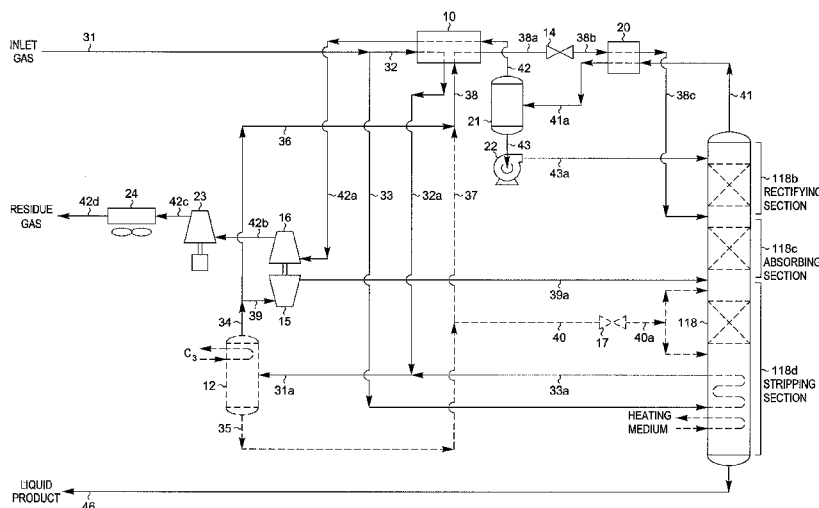 10
14
20
INLET
GAS
31
32
38a
38b
42
38
38c
41
21
41a
36
43
22
43a
118b
RECTIFYING
SECTION
24
23
42d
42c
RESIDUE
GAS
42b
16
42a
33
32a
37
118c
ABSORBING
SECTION
34
39
15
39a
118
40
17
40a
C3
12
31a
33a
118d
STRIPPING
SECTION
35
HEATING
MEDIUM
LIQUID
PRODUCT
46